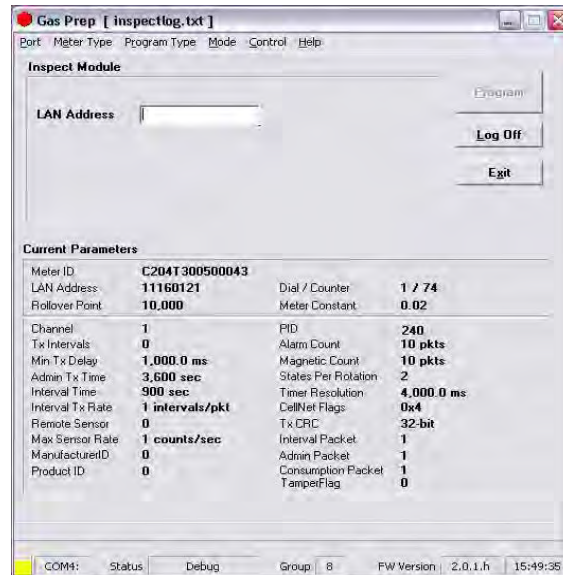 Gas Prep [ inspectlog.txt ]
Port Meter Type Program Type Mode Control Help
Inspect Module
Program
LAN Address
Log Off
Exit
Current Parameters
Meter ID C204T300500043
LAN Address 11160121 Dial / Counter 1 / 74
Rollover Point 10,000 Meter Constant 0.02
Channel 1 PID 240
Tx Intervals 0 Alarm Count 10 pkts
Min Tx Delay 1,000.0 ms Magnetic Count 10 pkts
Admin Tx Time 3,600 sec States Per Rotation 2
Interval Time 900 sec Timer Resolution 4,000.0 ms
Interval Tx Rate 1 intervals/pkt CellNet Flags 0x4
Remote Sensor 0 Tx CRC 32-bit
Max Sensor Rate 1 counts/sec Interval Packet 1
ManufacturerID 0 Admin Packet 1
Product ID 0 Consumption Packet 1
TamperFlag 0
COM4: Status Debug Group 8 FW Version 2.0.1.h 15:49:35